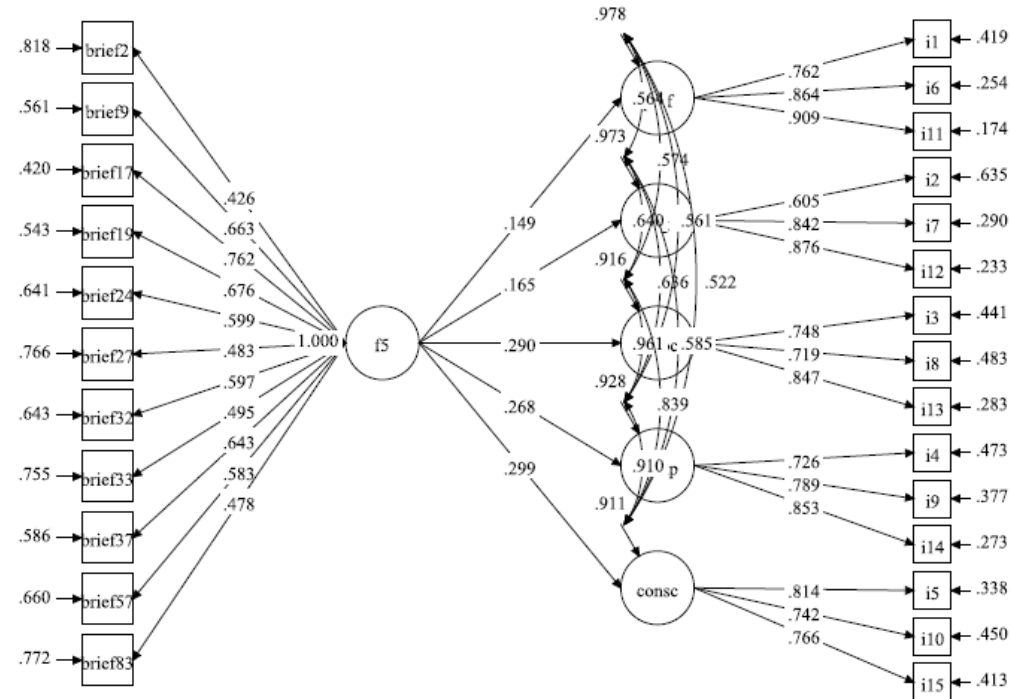 .978
.818 brief2
.561 brief9
.420 brief17
.543 brief19
.641 brief24
.766 brief27
.643 brief32
.755 brief33
.586 brief37
.660 brief57
.772 brief83
.426
.663
.762
.676
.599
.483
.597
.495
.643
.583
.478
1.000
f5
.149
.165
.290
.268
.299
.973
.916
.928
.911
.564 f
.574
.640 .561
.636 .522
.961 c .585
.839
.910 p
consc
.762
.864
.909
.605
.842
.876
.748
.719
.847
.726
.789
.853
.814
.742
.766
i1 .419
i6 .254
i11 .174
i2 .635
i7 .290
i12 .233
i3 .441
i8 .483
i13 .283
i4 .473
i9 .377
i14 .273
i5 .338
i10 .450
i15 .413